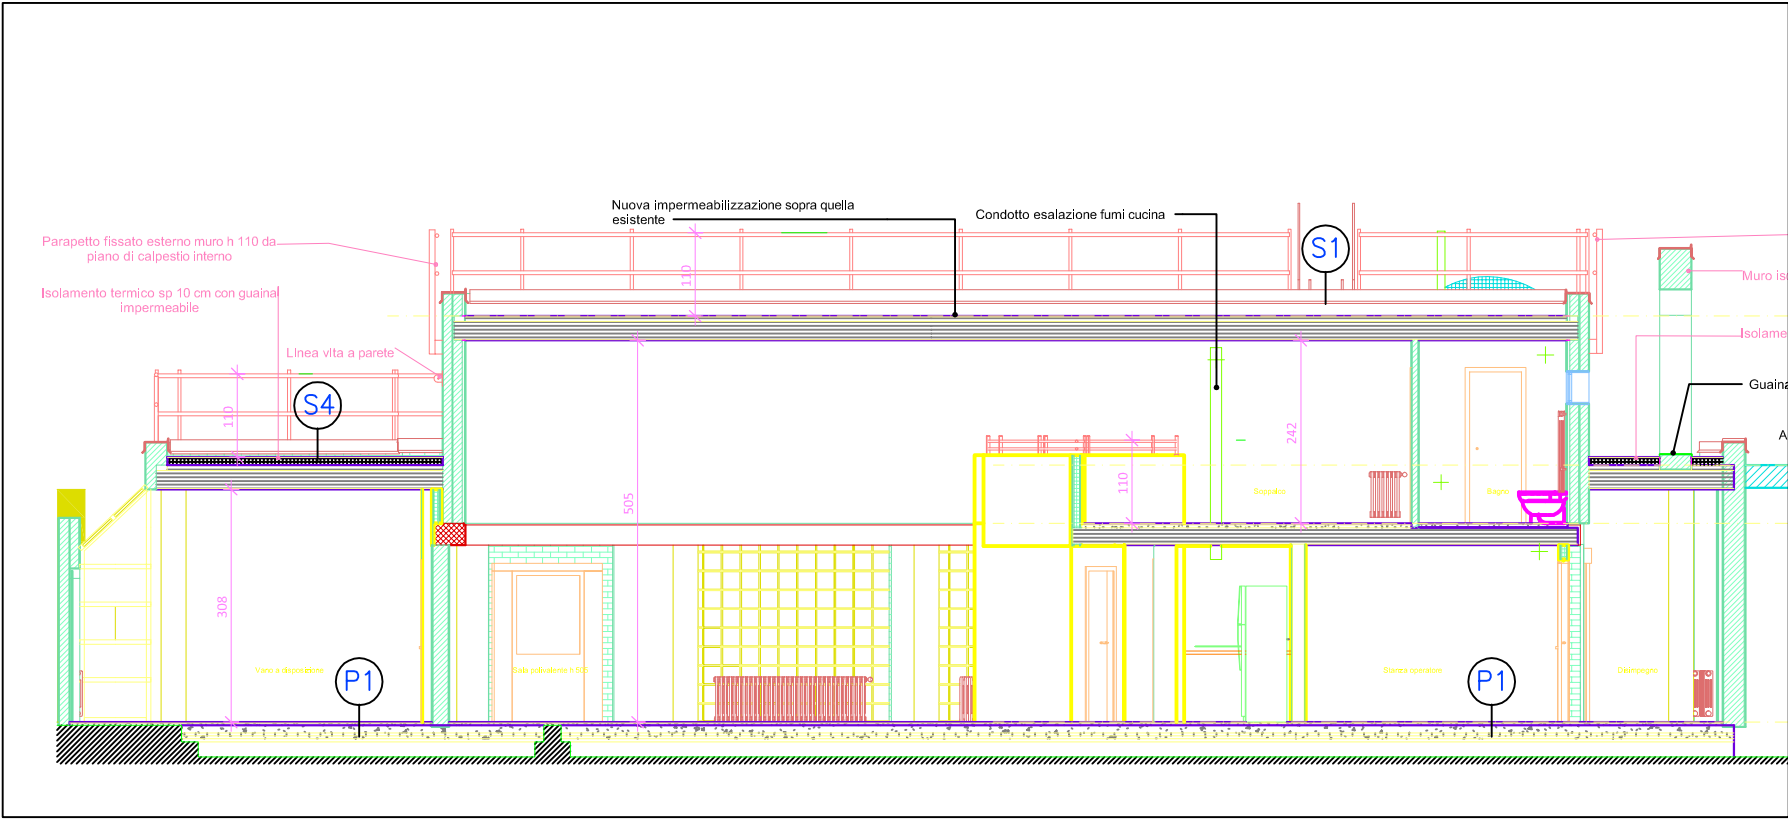 Nuova impermeabilizzazione sopra quella
esistente
Condotto esalazione fumi cucina
S1
Parapetto fissato esterno muro h 110 da
piano di calpestio interno
Isolamento termico sp 10 cm con guaina
impermeabile
Linea vita a parete
S4
110
110
110
242
505
308
Muro iso
Isolame
Guaina
A
Bagno
P1
P1